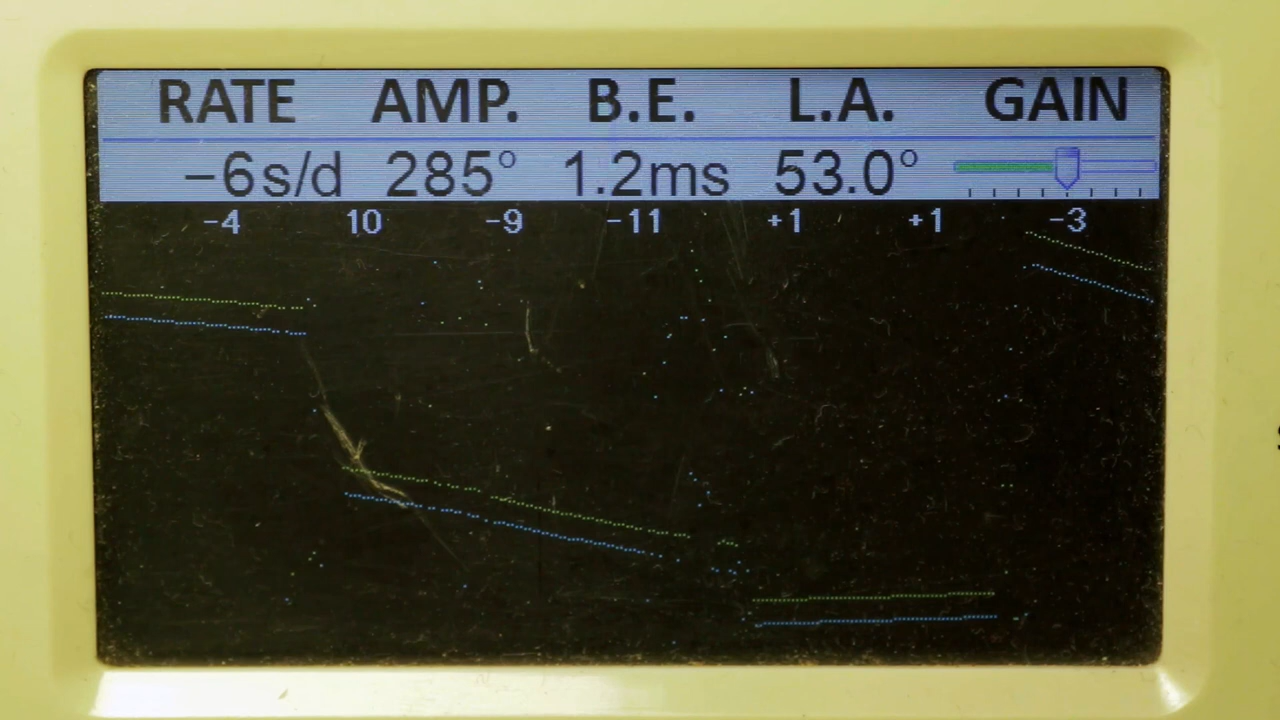 RATE AMP. B.E. L.A. GAIN
−6s/d 285° 1.2ms 53.0°
−4 10 −9 −11 +1 +1 −3